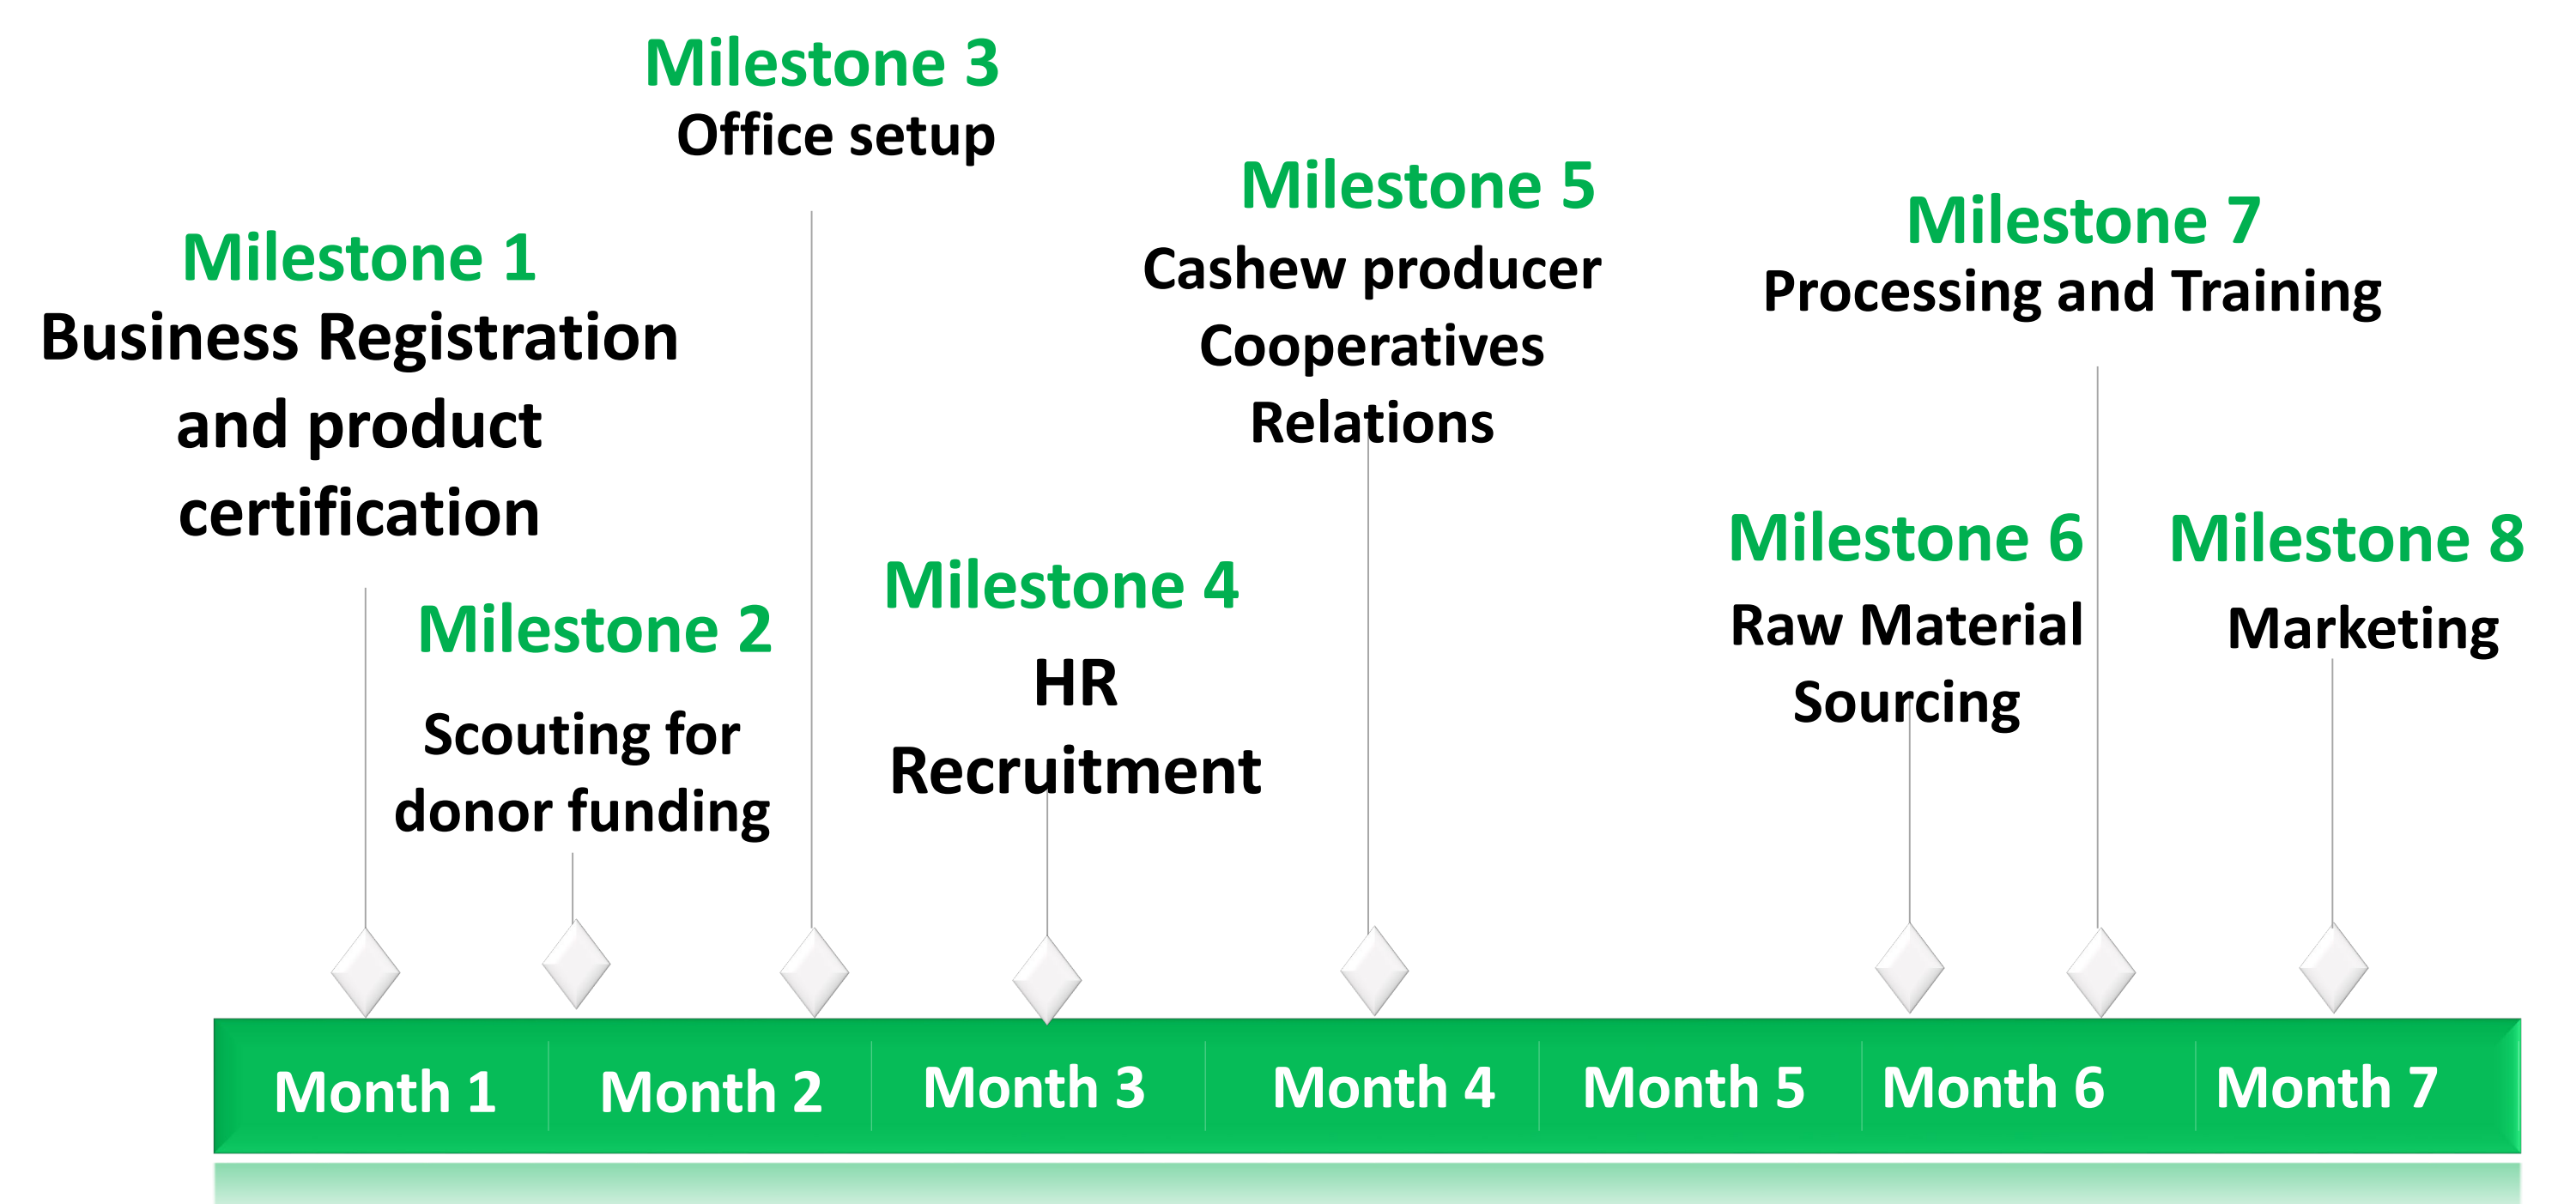 Milestone 1
Business Registration
and product
certification
Milestone 2
Scouting for
donor funding
Milestone 3
Office setup
Milestone 4
HR
Recruitment
Milestone 5
Cashew producer
Cooperatives
Relations
Milestone 6
Raw Material
Sourcing
Milestone 7
Processing and Training
Milestone 8
Marketing
Month 1
Month 2
Month 3
Month 4
Month 5
Month 6
Month 7